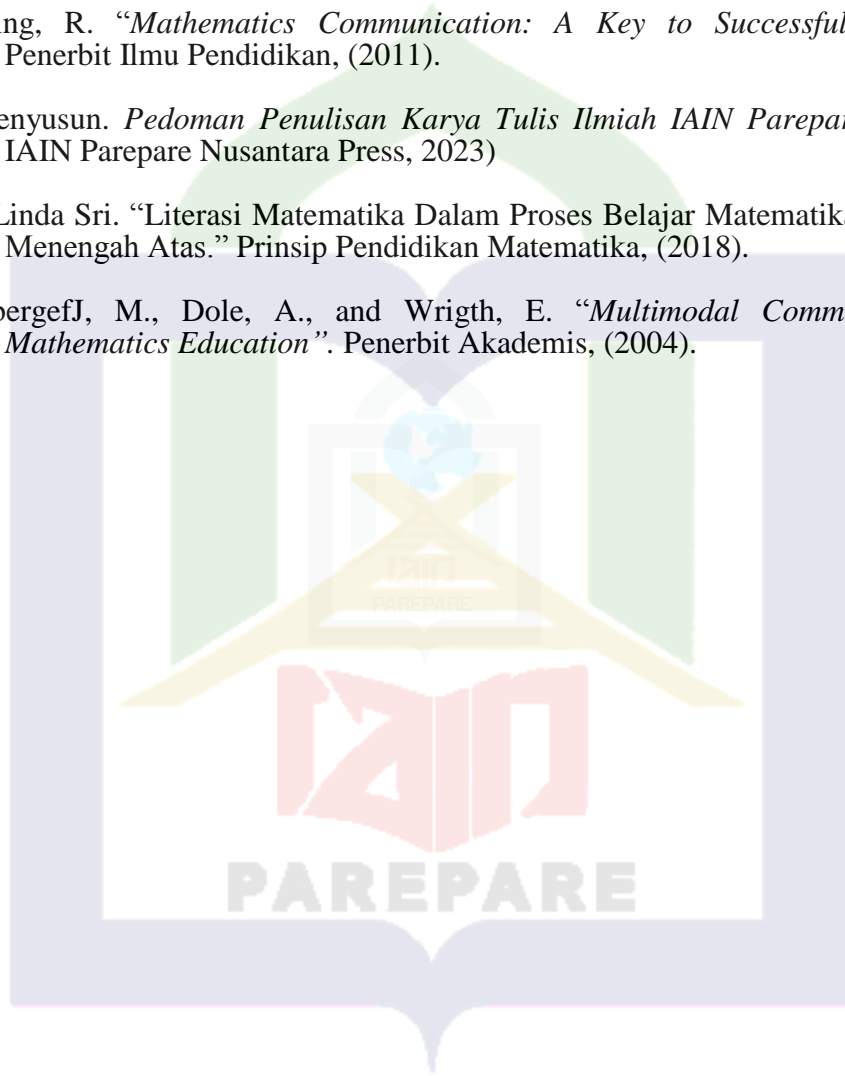 ing, R. “Mathematics Communication: A Key to Successful
Penerbit Ilmu Pendidikan, (2011).
enyusun. Pedoman Penulisan Karya Tulis Ilmiah IAIN Parepar
IAIN Parepare Nusantara Press, 2023)
Linda Sri. “Literasi Matematika Dalam Proses Belajar Matematika
Menengah Atas.” Prinsip Pendidikan Matematika, (2018).
bergefJ, M., Dole, A., and Wrigth, E. “Multimodal Comm
Mathematics Education”. Penerbit Akademis, (2004).
IAIN
PAREPARE
IAIN
PAREPARE